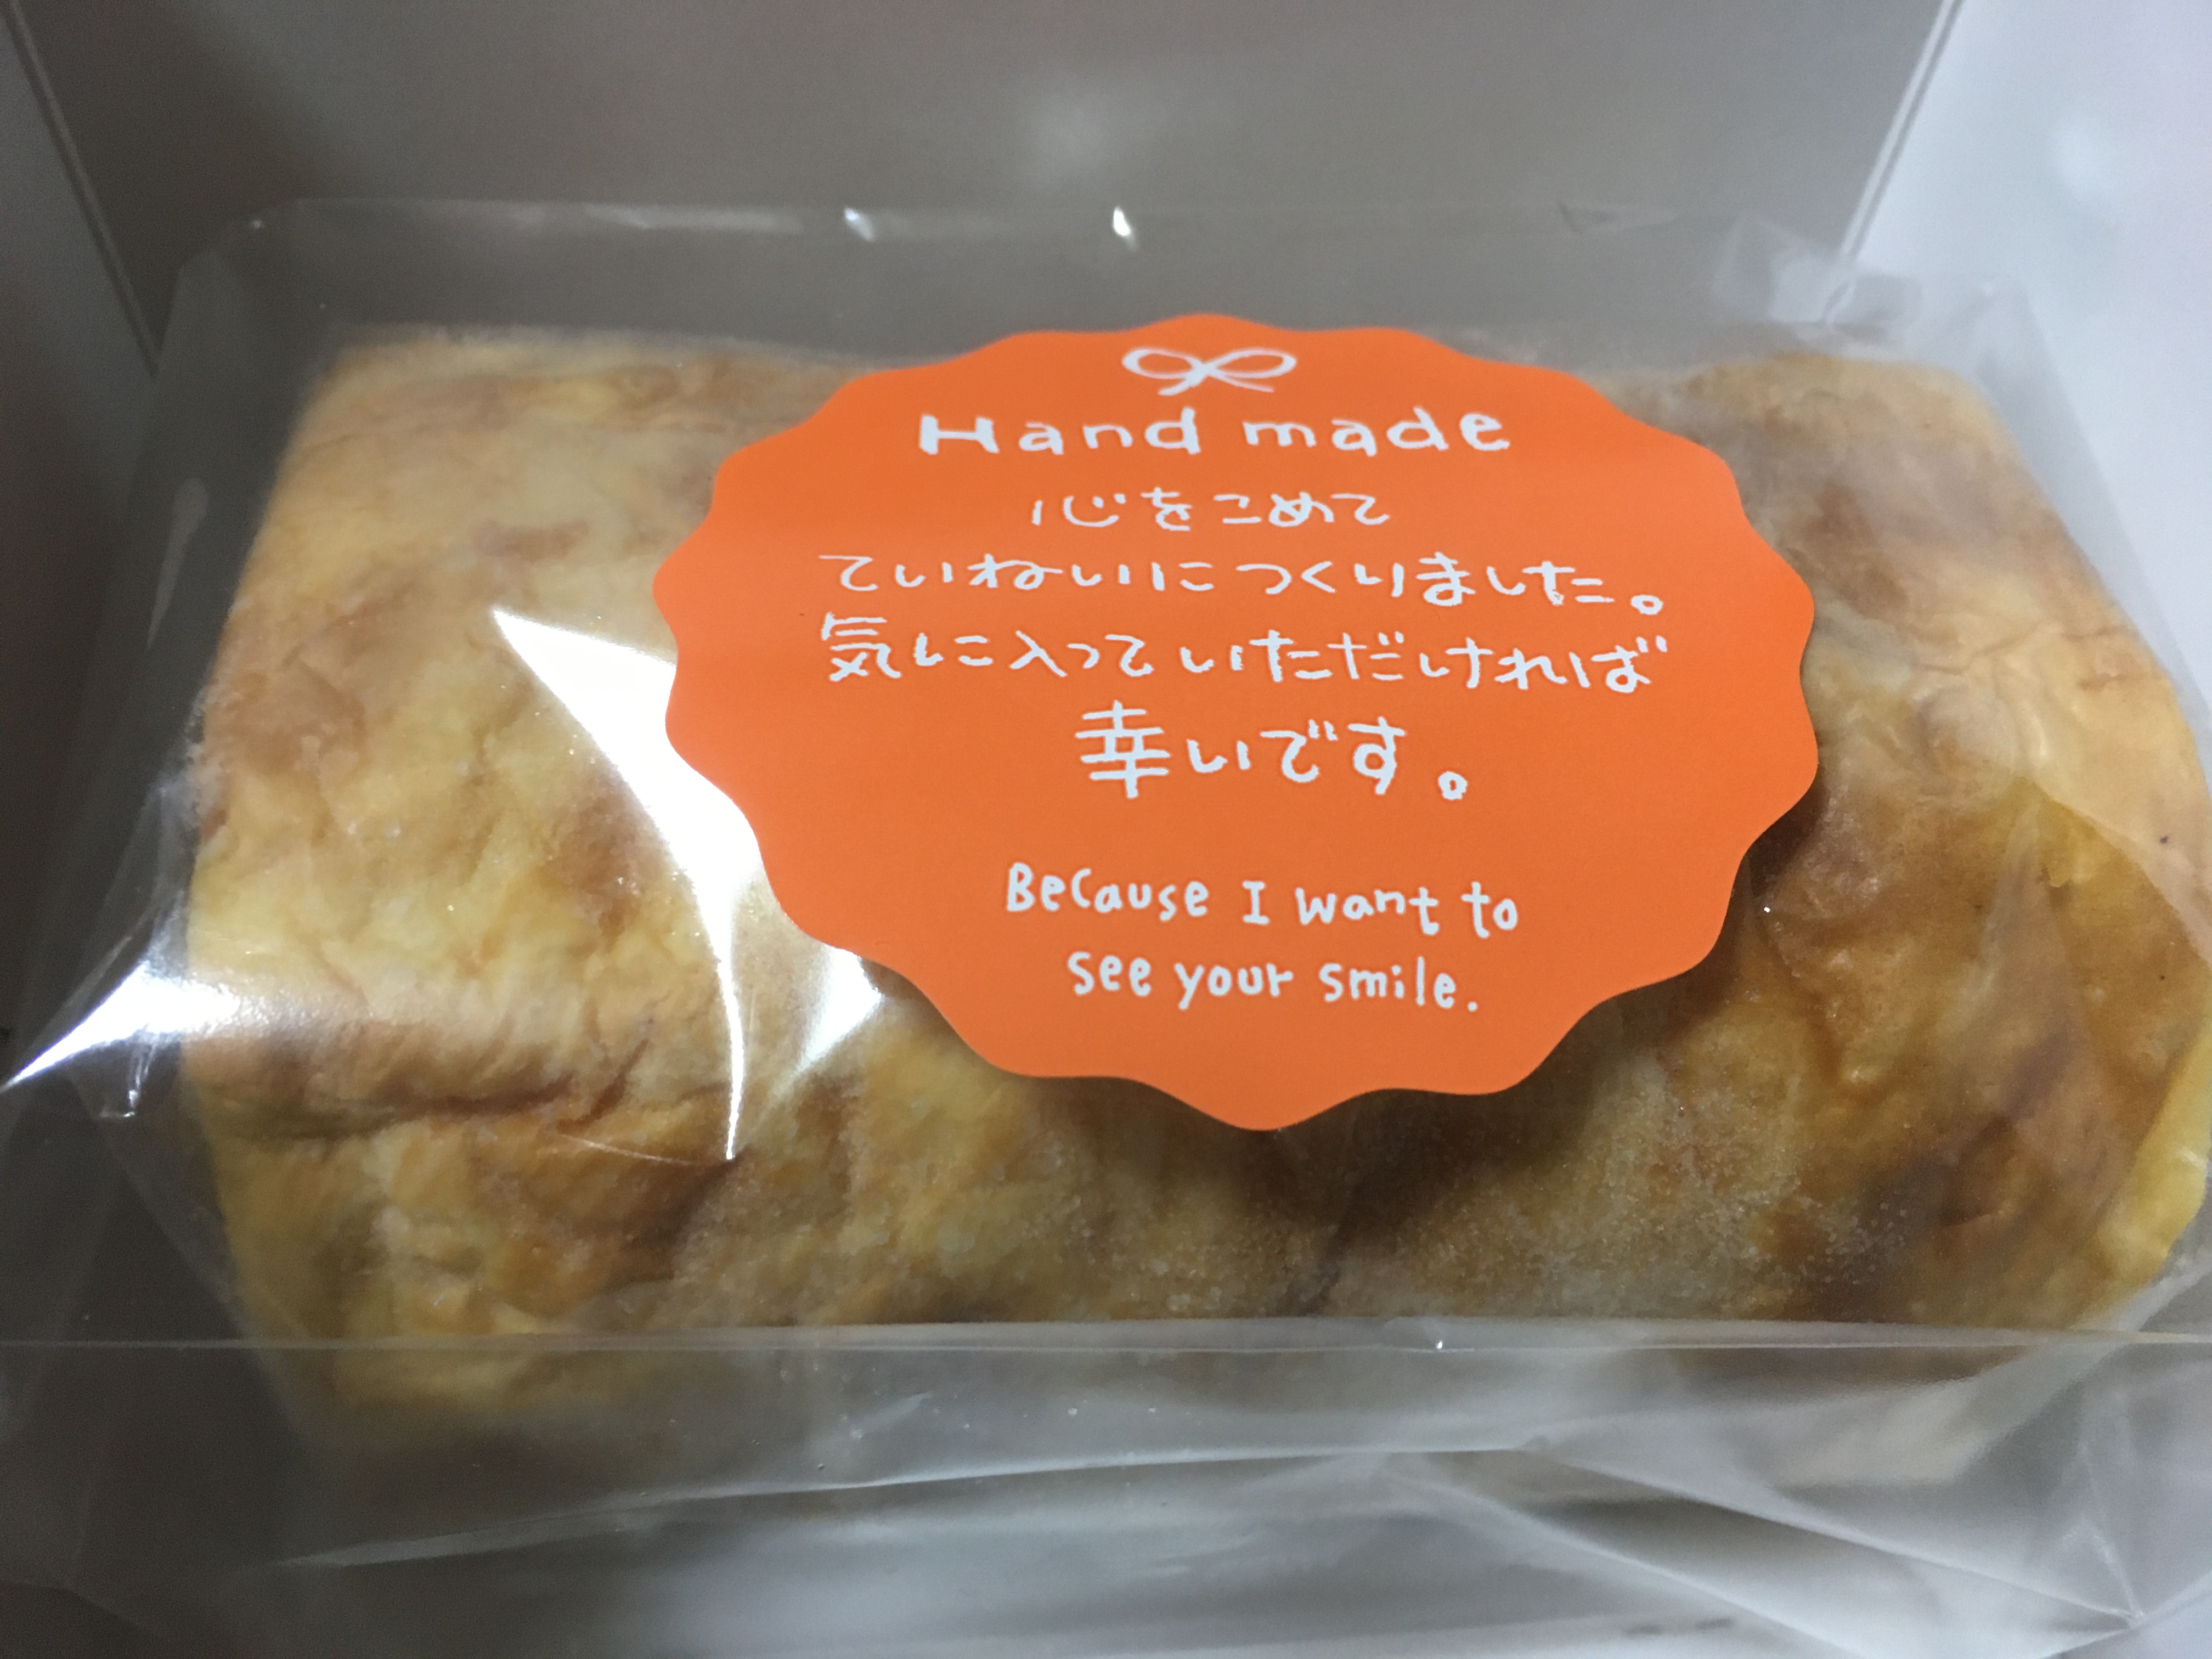 Hand made
心をこめて
ていねいにつくりました。
気に入っていただければ
幸いです。
Because I want to
see your smile.